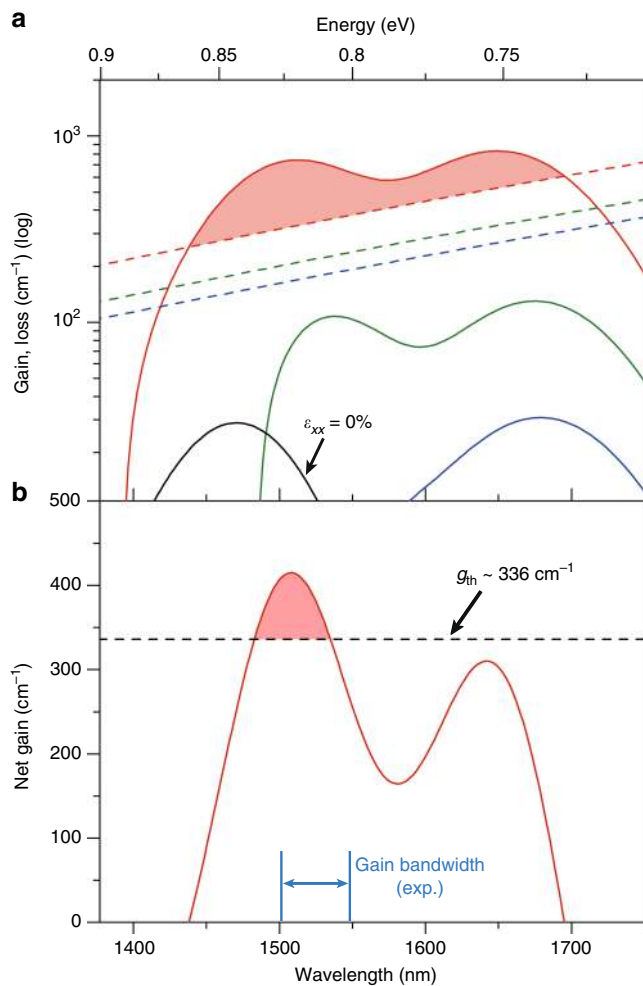 a
Energy (eV)
0.9 0.85 0.8 0.75
Gain, loss (cm⁻¹) (log)
10³
10²
εxx = 0%
b
500
400
300
200
100
0
Net gain (cm⁻¹)
gth ~ 336 cm⁻¹
Gain bandwidth
(exp.)
1400 1500 1600 1700
Wavelength (nm)